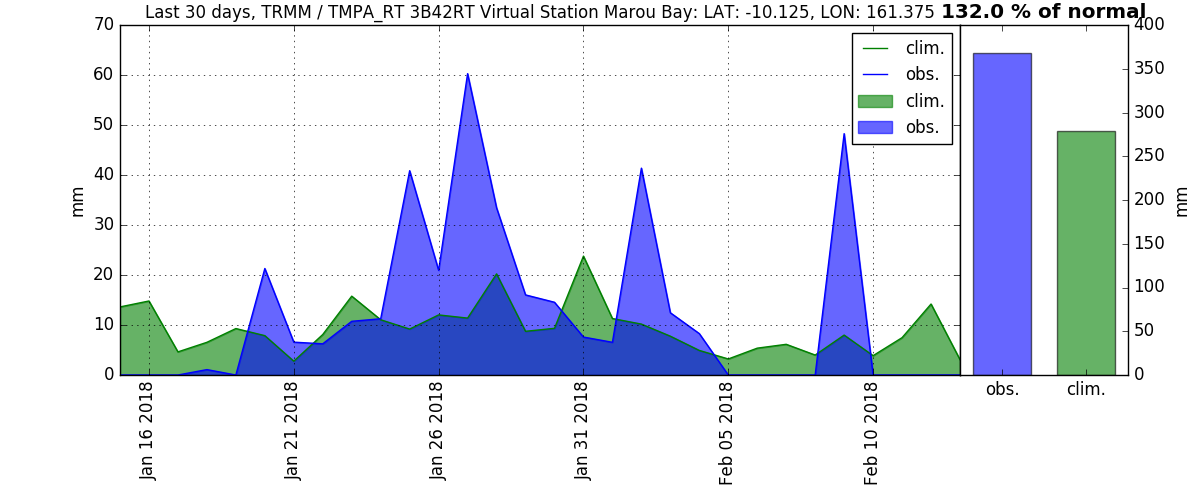 Last 30 days, TRMM / TMPA_RT 3B42RT Virtual Station Marou Bay: LAT: -10.125, LON: 161.375 132.0 % of normal
70
60
50
40
30
20
10
0
mm
clim.
obs.
clim.
obs.
Jan 16 2018
Jan 21 2018
Jan 26 2018
Jan 31 2018
Feb 05 2018
Feb 10 2018
400
350
300
250
200
150
100
50
0
mm
obs. clim.